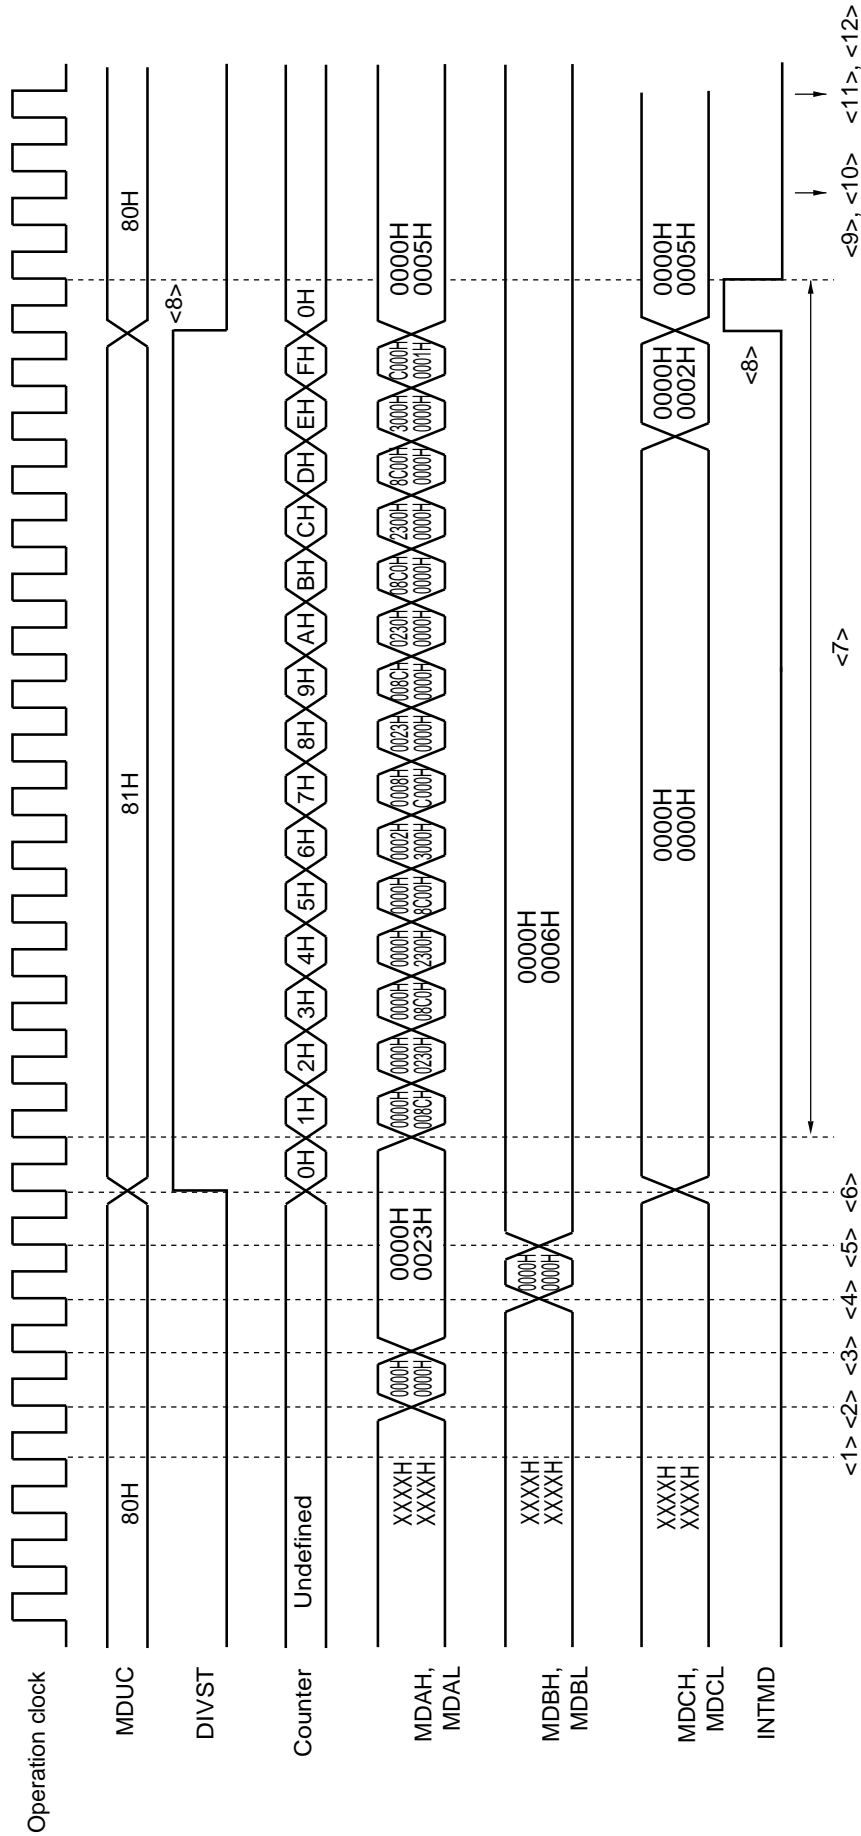 Operation clock
MDUC
80H
81H
80H
DIVST
<8>
Counter
Undefined
0H
1H
2H
3H
4H
5H
6H
7H
8H
9H
AH
BH
CH
DH
EH
FH
0H
MDAH,
MDAL
XXXXH
XXXXH
0000H
0000H
0000H
0023H
0000H
008CH
0000H
0230H
0000H
08C0H
0000H
2300H
0000H
8C00H
0002H
3000H
0008H
C000H
0023H
0000H
008CH
0000H
0230H
0000H
08C0H
0000H
2300H
0000H
8C00H
0000H
3000H
0000H
C000H
0001H
0000H
0005H
MDBH,
MDBL
XXXXH
XXXXH
0000H
0000H
0000H
0006H
MDCH,
MDCL
XXXXH
XXXXH
0000H
0000H
0000H
0002H
0000H
0005H
INTMD
<8>
<1> <2> <3> <4> <5> <6> <7> <9>, <10> <11>, <12>